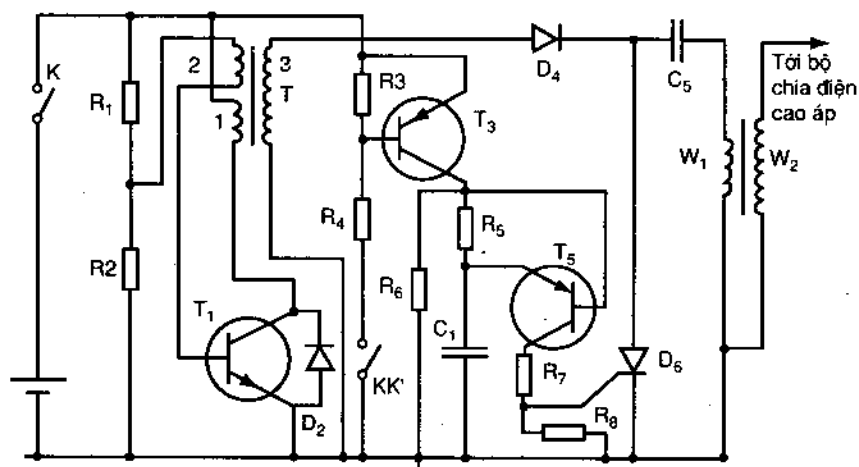 K
R1
R2
2
1
3
T
T1
D2
R3
R4
KK'
T3
R6
R5
C1
T5
R7
R8
D4
D6
C5
W1
W2
Tới bộ
chia điện
cao áp